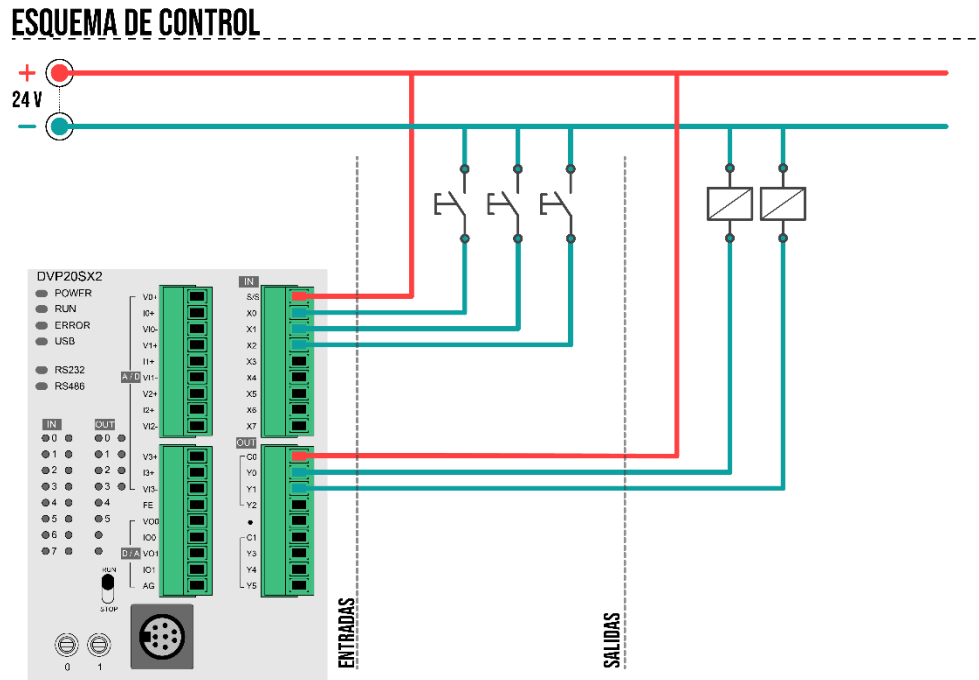 ESQUEMA DE CONTROL
+
24 V
−
DVP20SX2
POWER
RUN
ERROR
USB
RS232
RS485
IN
OUT
0
0
1
1
2
2
3
3
4
4
5
5
6
7
RUN
STOP
0
1
V0+
I0+
VI0-
V1+
I1+
A / D
VI1-
V2+
I2+
VI2-
V3+
I3+
VI3-
FE
VO0
IO0
D / A
VO1
IO1
AG
IN
S/S
X0
X1
X2
X3
X4
X5
X6
X7
OUT
C0
Y0
Y1
Y2
C1
Y3
Y4
Y5
ENTRADAS
SALIDAS